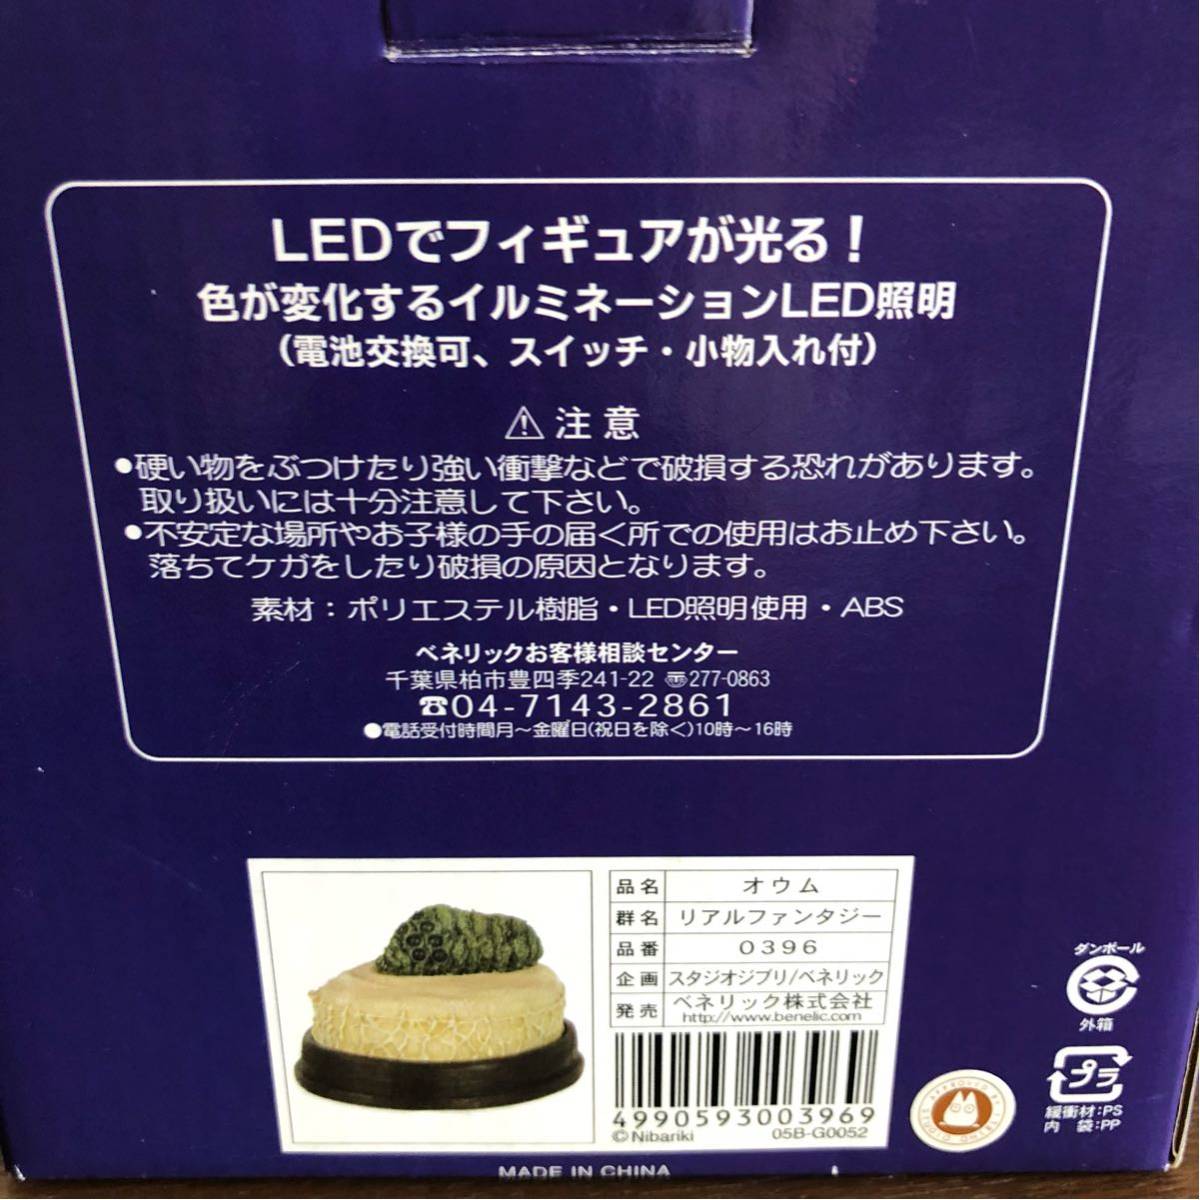 LEDでフィギュアが光る！
色が変化するイルミネーションLED照明
（電池交換可、スイッチ・小物入れ付）
⚠注意
●硬い物をぶつけたり強い衝撃などで破損する恐れがあります。
取り扱いには十分注意して下さい。
●不安定な場所やお子様の手の届く所での使用はお止め下さい。
落ちてケガをしたり破損の原因となります。
素材：ポリエステル樹脂・LED照明使用・ABS
ベネリックお客様相談センター
千葉県柏市豊四季241-22 〠277-0863
☎04-7143-2861
●電話受付時間月～金曜日(祝日を除く)10時～16時
品名 オウム
群名 リアルファンタジー
品番 0396
企画 スタジオジブリ/ベネリック
発売 ベネリック株式会社
http://www.benelic.com
4990593003969
©Nibariki 05B-G0052
ダンボール
外箱
プラ
緩衝材:PS
内 袋:PP
MADE IN CHINA